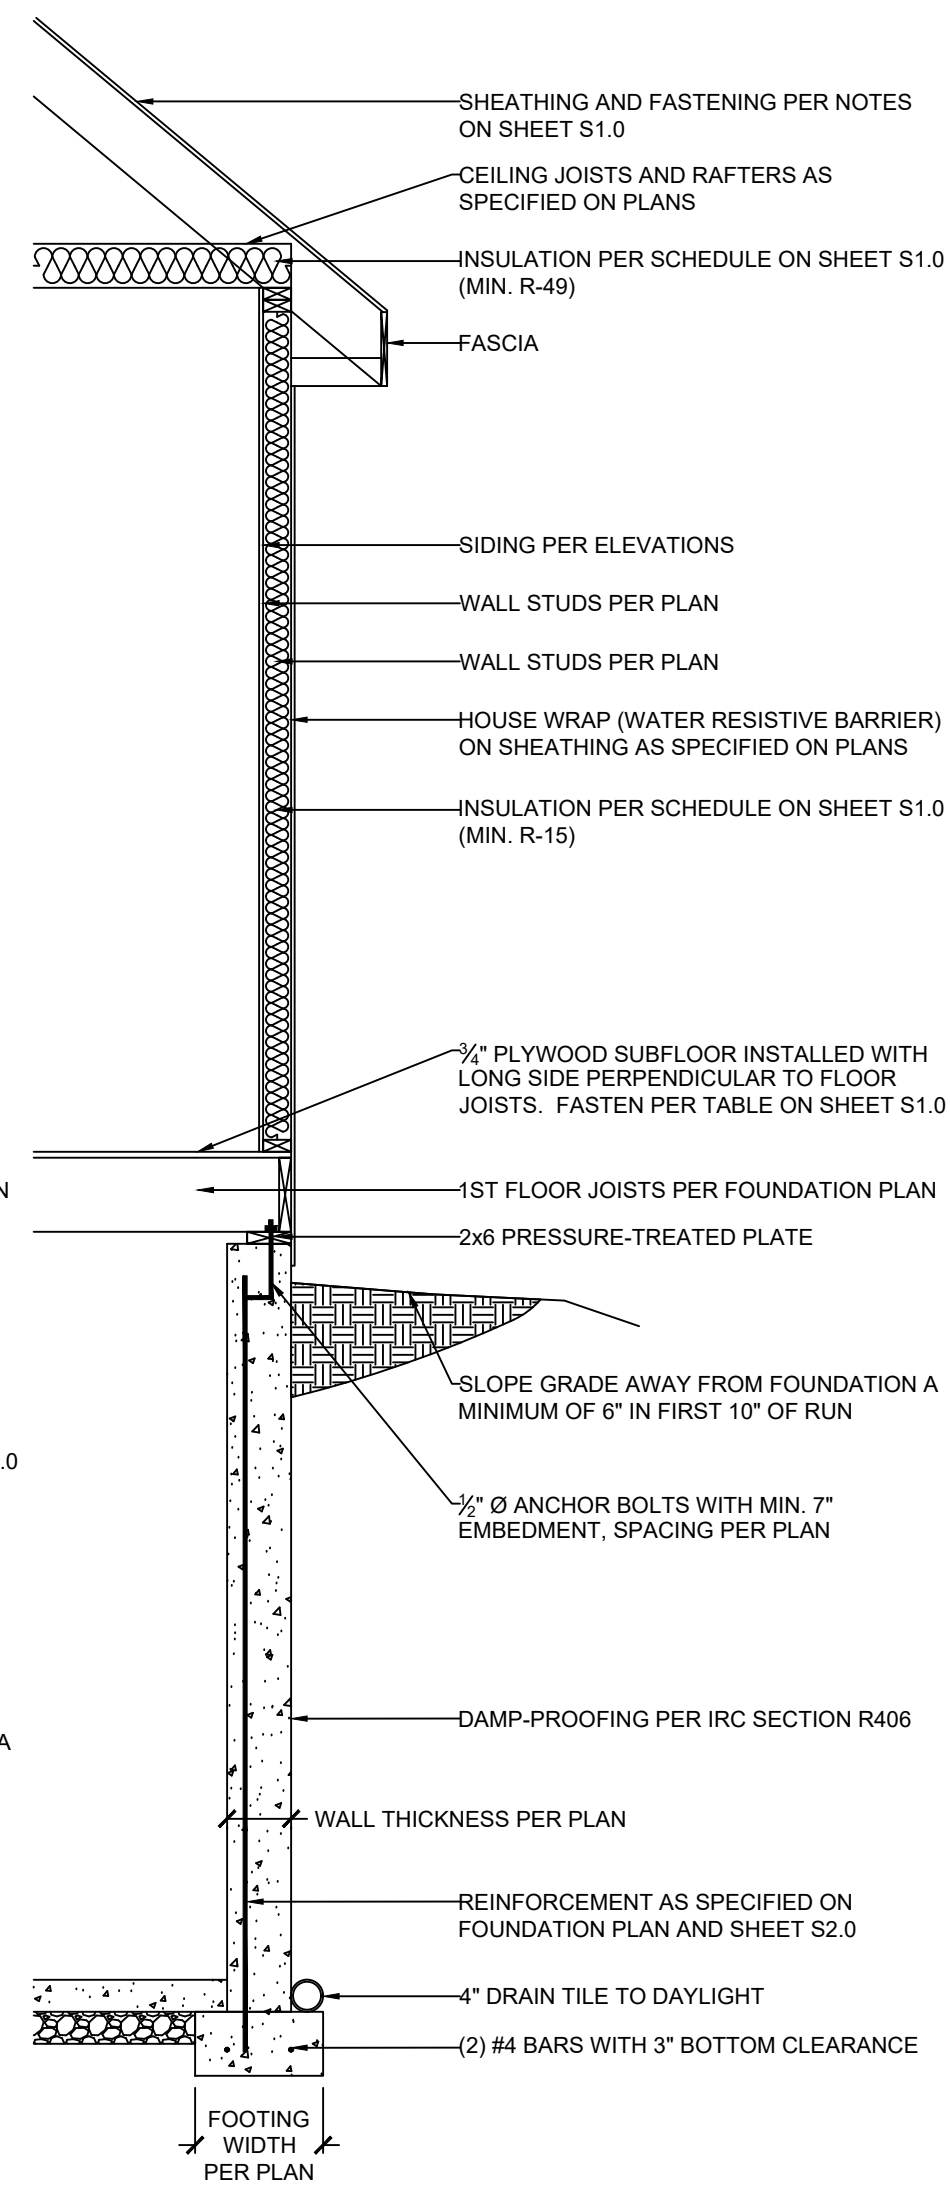 SHEATHING AND FASTENING PER NOTES
ON SHEET S1.0
CEILING JOISTS AND RAFTERS AS
SPECIFIED ON PLANS
INSULATION PER SCHEDULE ON SHEET S1.0
(MIN. R-49)
FASCIA
SIDING PER ELEVATIONS
WALL STUDS PER PLAN
WALL STUDS PER PLAN
HOUSE WRAP (WATER RESISTIVE BARRIER)
ON SHEATHING AS SPECIFIED ON PLANS
INSULATION PER SCHEDULE ON SHEET S1.0
(MIN. R-15)
¾" PLYWOOD SUBFLOOR INSTALLED WITH
LONG SIDE PERPENDICULAR TO FLOOR
JOISTS. FASTEN PER TABLE ON SHEET S1.0
N
1ST FLOOR JOISTS PER FOUNDATION PLAN
2x6 PRESSURE-TREATED PLATE
SLOPE GRADE AWAY FROM FOUNDATION A
MINIMUM OF 6" IN FIRST 10" OF RUN
.0
½" Ø ANCHOR BOLTS WITH MIN. 7"
EMBEDMENT, SPACING PER PLAN
DAMP-PROOFING PER IRC SECTION R406
A
WALL THICKNESS PER PLAN
REINFORCEMENT AS SPECIFIED ON
FOUNDATION PLAN AND SHEET S2.0
4" DRAIN TILE TO DAYLIGHT
(2) #4 BARS WITH 3" BOTTOM CLEARANCE
FOOTING
WIDTH
PER PLAN